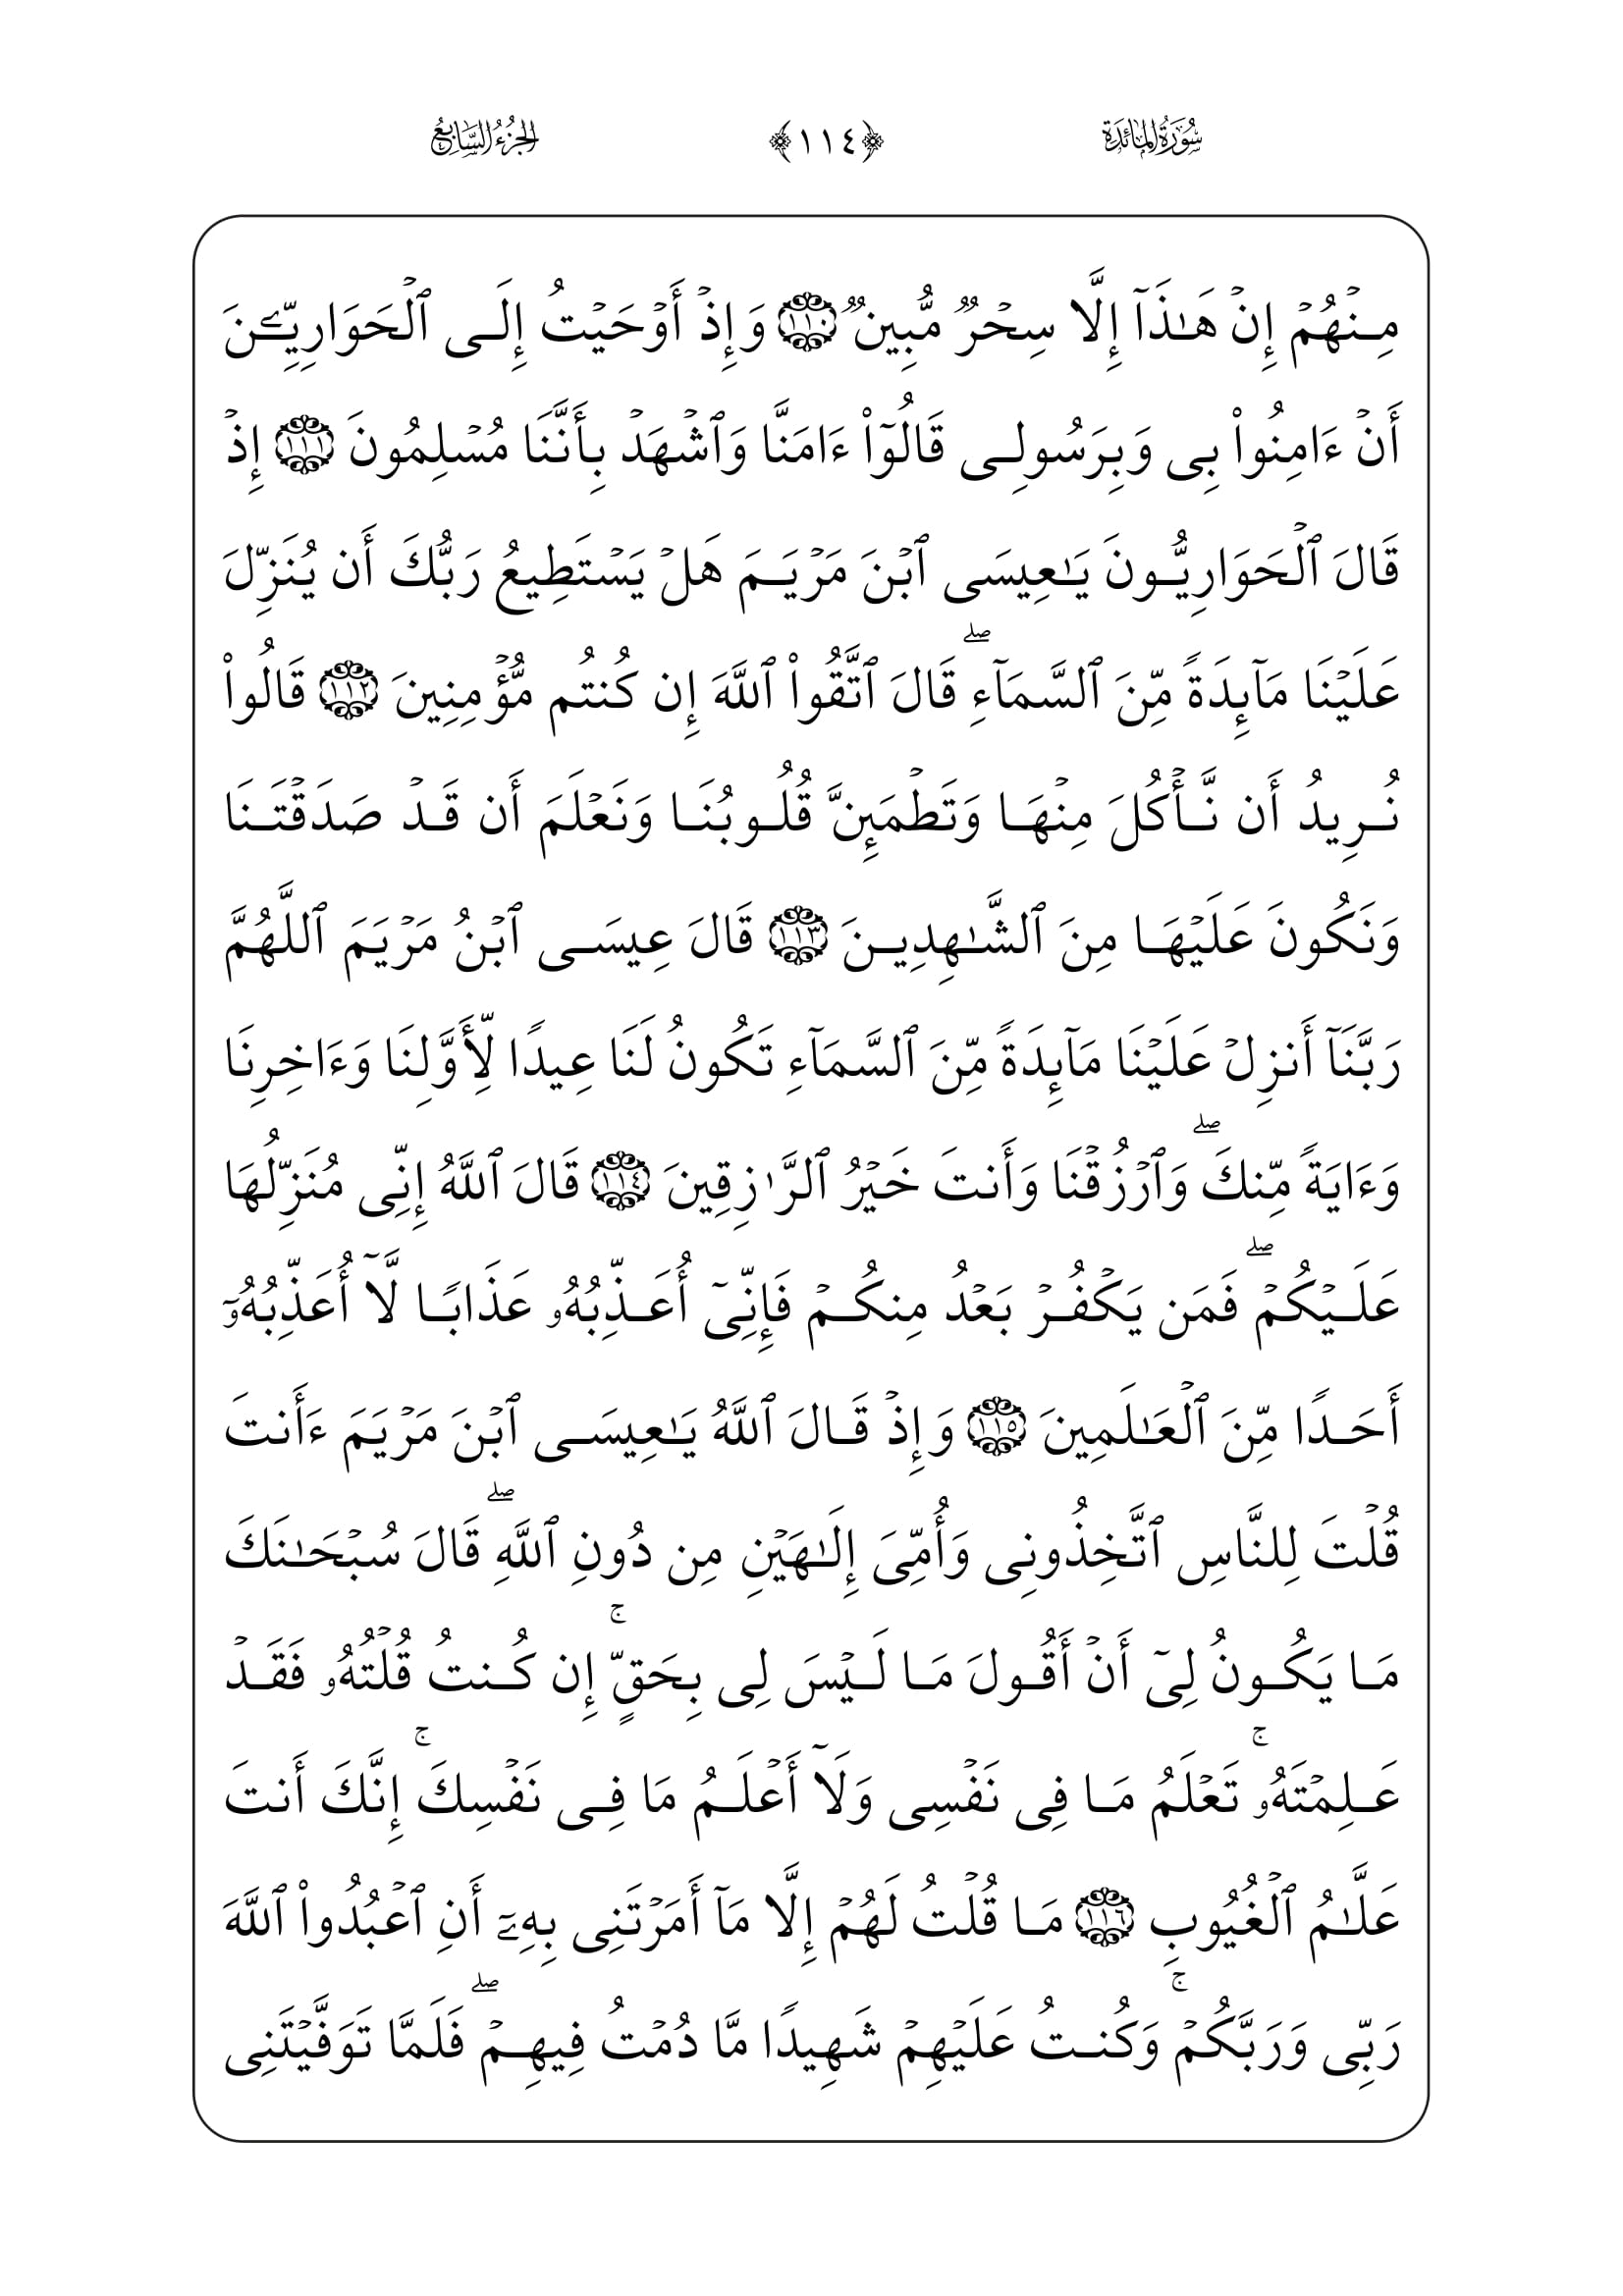 سُورَةُ المَائدَة ﴿١١٤﴾ الجزءُ السَّابِعُ
مِنۡهُمۡ إِنۡ هَـٰذَآ إِلَّا سِحۡرٞ مُّبِينٞ ١١٠ وَإِذۡ أَوۡحَيۡتُ إِلَى ٱلۡحَوَارِيِّـۧنَ
أَنۡ ءَامِنُواْ بِى وَبِرَسُولِى قَالُوٓاْ ءَامَنَّا وَٱشۡهَدۡ بِأَنَّنَا مُسۡلِمُونَ ١١١ إِذۡ
قَالَ ٱلۡحَوَارِيُّونَ يَـٰعِيسَى ٱبۡنَ مَرۡيَمَ هَلۡ يَسۡتَطِيعُ رَبُّكَ أَن يُنَزِّلَ
عَلَيۡنَا مَآئِدَةً مِّنَ ٱلسَّمَآءِۖ قَالَ ٱتَّقُواْ ٱللَّهَ إِن كُنتُم مُّؤۡمِنِينَ ١١٢ قَالُواْ
نُرِيدُ أَن نَّأۡكُلَ مِنۡهَا وَتَطۡمَئِنَّ قُلُوبُنَا وَنَعۡلَمَ أَن قَدۡ صَدَقۡتَنَا
وَنَكُونَ عَلَيۡهَا مِنَ ٱلشَّـٰهِدِينَ ١١٣ قَالَ عِيسَى ٱبۡنُ مَرۡيَمَ ٱللَّهُمَّ
رَبَّنَآ أَنزِلۡ عَلَيۡنَا مَآئِدَةً مِّنَ ٱلسَّمَآءِ تَكُونُ لَنَا عِيدًا لِّأَوَّلِنَا وَءَاخِرِنَا
وَءَايَةً مِّنكَۖ وَٱرۡزُقۡنَا وَأَنتَ خَيۡرُ ٱلرَّٰزِقِينَ ١١٤ قَالَ ٱللَّهُ إِنِّى مُنَزِّلُهَا
عَلَيۡكُمۡۖ فَمَن يَكۡفُرۡ بَعۡدُ مِنكُمۡ فَإِنِّىٓ أُعَذِّبُهُۥ عَذَابًا لَّآ أُعَذِّبُهُۥٓ
أَحَدًا مِّنَ ٱلۡعَـٰلَمِينَ ١١٥ وَإِذۡ قَالَ ٱللَّهُ يَـٰعِيسَى ٱبۡنَ مَرۡيَمَ ءَأَنتَ
قُلۡتَ لِلنَّاسِ ٱتَّخِذُونِى وَأُمِّىَ إِلَـٰهَيۡنِ مِن دُونِ ٱللَّهِۖ قَالَ سُبۡحَـٰنَكَ
مَا يَكُونُ لِىٓ أَنۡ أَقُولَ مَا لَيۡسَ لِى بِحَقٍّۚ إِن كُنتُ قُلۡتُهُۥ فَقَدۡ
عَلِمۡتَهُۥۚ تَعۡلَمُ مَا فِى نَفۡسِى وَلَآ أَعۡلَمُ مَا فِى نَفۡسِكَۚ إِنَّكَ أَنتَ
عَلَّـٰمُ ٱلۡغُيُوبِ ١١٦ مَا قُلۡتُ لَهُمۡ إِلَّا مَآ أَمَرۡتَنِى بِهِۦٓ أَنِ ٱعۡبُدُواْ ٱللَّهَ
رَبِّى وَرَبَّكُمۡۚ وَكُنتُ عَلَيۡهِمۡ شَهِيدًا مَّا دُمۡتُ فِيهِمۡۖ فَلَمَّا تَوَفَّيۡتَنِى